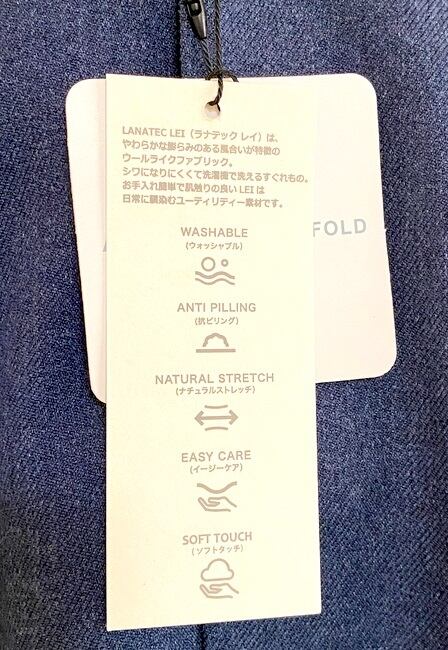 LANATEC LEI（ラナテック レイ）は、
やわらかな膨らみのある風合いが特徴の
ウールライクファブリック。
シワになりにくくて洗濯機で洗えるすぐれもの。
お手入れ簡単で肌触りの良い LEI は
日常に馴染むユーティリティー素材です。
FOLD
WASHABLE
(ウォッシャブル)
ANTI PILLING
(抗ピリング)
NATURAL STRETCH
(ナチュラルストレッチ)
EASY CARE
(イージーケア)
SOFT TOUCH
(ソフトタッチ)